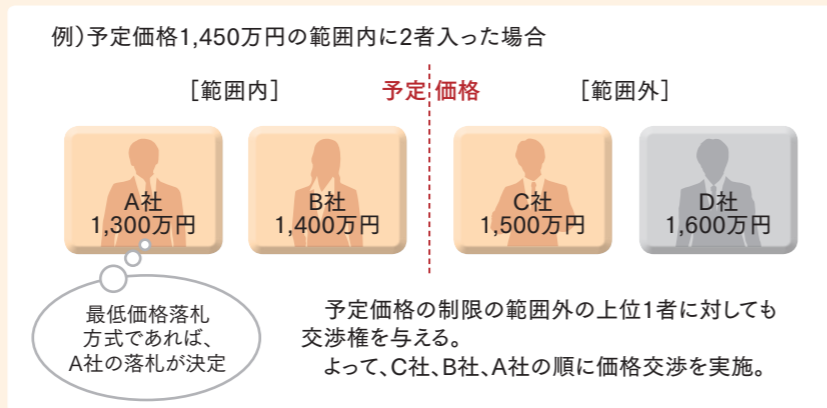 例)予定価格1,450万円の範囲内に2者入った場合
[範囲内]
予定価格
[範囲外]
A社
1,300万円
B社
1,400万円
C社
1,500万円
D社
1,600万円
最低価格落札
方式であれば、
A社の落札が決定
予定価格の制限の範囲外の上位1者に対しても
交渉権を与える。
よって、C社、B社、A社の順に価格交渉を実施。